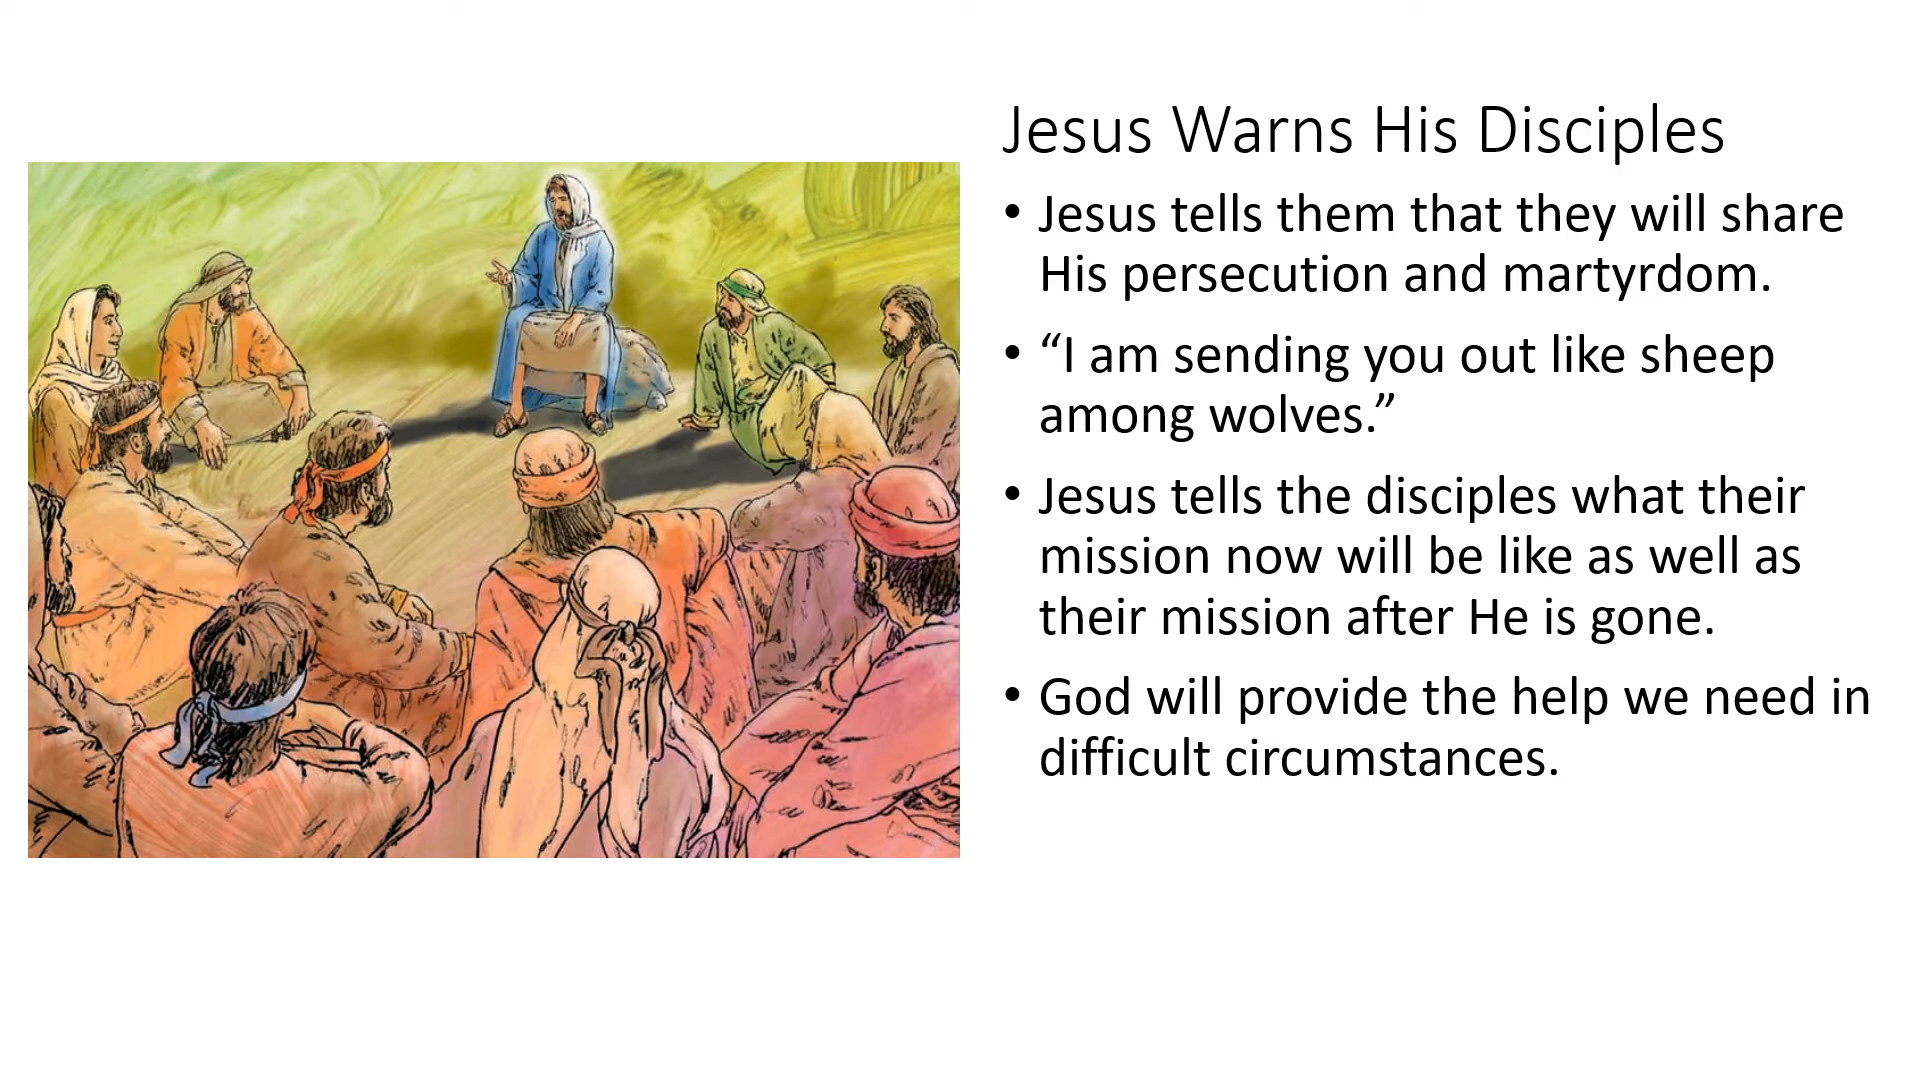 Jesus Warns His Disciples
• Jesus tells them that they will share
His persecution and martyrdom.
• “I am sending you out like sheep
among wolves.”
• Jesus tells the disciples what their
mission now will be like as well as
their mission after He is gone.
• God will provide the help we need in
difficult circumstances.